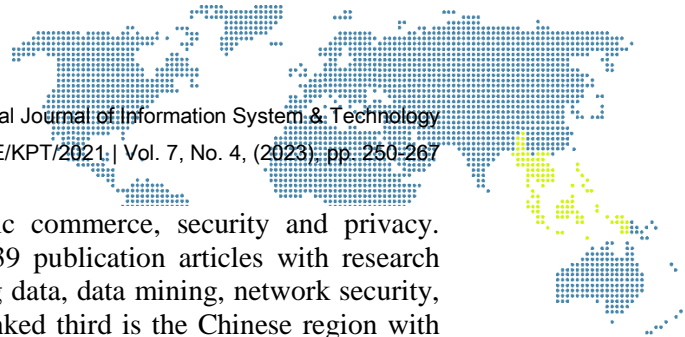 al Journal of Information System & Technology
E/KPT/2021 | Vol. 7, No. 4, (2023), pp. 250-267
ic commerce, security and privacy.
39 publication articles with research
g data, data mining, network security,
nked third is the Chinese region with